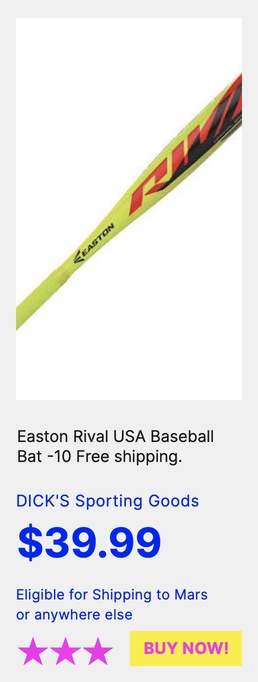 RIVAL
EASTON
Easton Rival USA Baseball
Bat -10 Free shipping.
DICK'S Sporting Goods
$39.99
Eligible for Shipping to Mars
or anywhere else
BUY NOW!